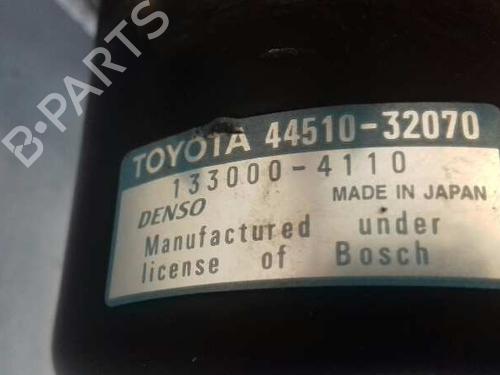 TOYOTA 44510-32070
133000-4110
DENSO MADE IN JAPAN
Manufactured under
license of Bosch
B-PARTS